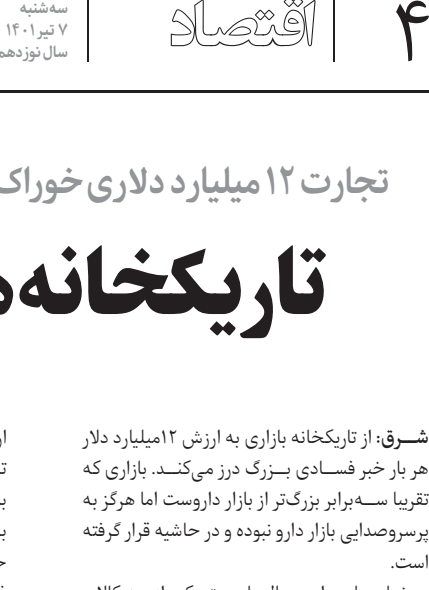 ۴
اقتصاد
سه‌شنبه
۷ تیر ۱۴۰۱
سال نوزدهم
تجارت ۱۲ میلیارد دلاری خوراک
تاریکخانه‌
شــرق: از تاریکخانه بازاری به ارزش ۱۲میلیارد دلار
هر بار خبر فســادی بــزرگ درز می‌کنــد. بازاری که
تقریبا ســه‌برابر بزرگ‌تر از بازار داروست اما هرگز به
پرسروصدایی بازار دارو نبوده و در حاشیه قرار گرفته
است.